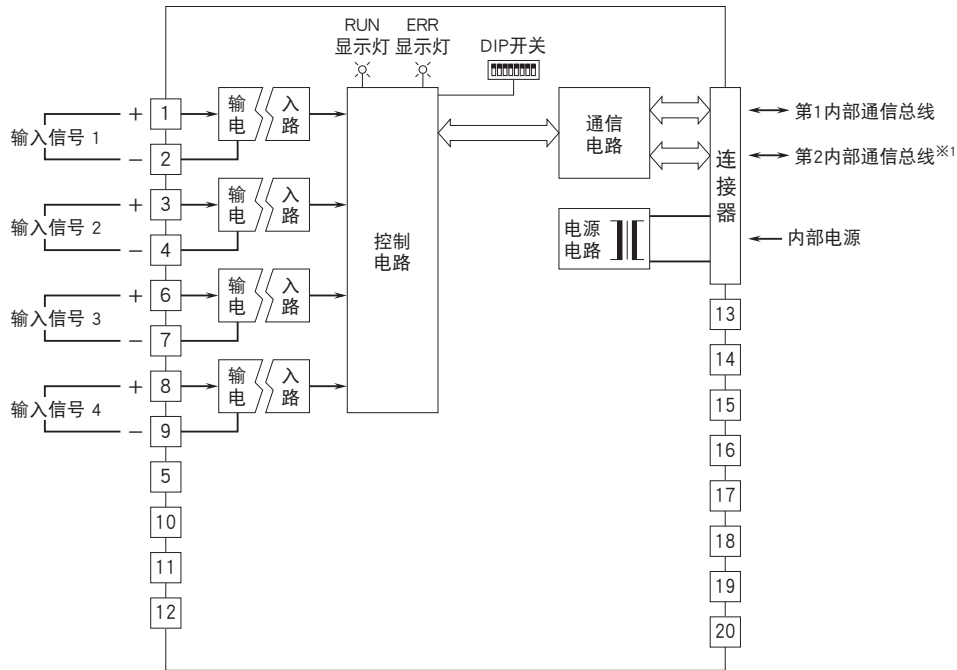 RUN
显示灯
ERR
显示灯
DIP开关
输入信号 1
+ 1
− 2
输 入
电 路
输入信号 2
+ 3
− 4
输 入
电 路
输入信号 3
+ 6
− 7
输 入
电 路
输入信号 4
+ 8
− 9
输 入
电 路
5
10
11
12
控制
电路
通信
电路
电源
电路
连接器
第1内部通信总线
第2内部通信总线※1
内部电源
13
14
15
16
17
18
19
20